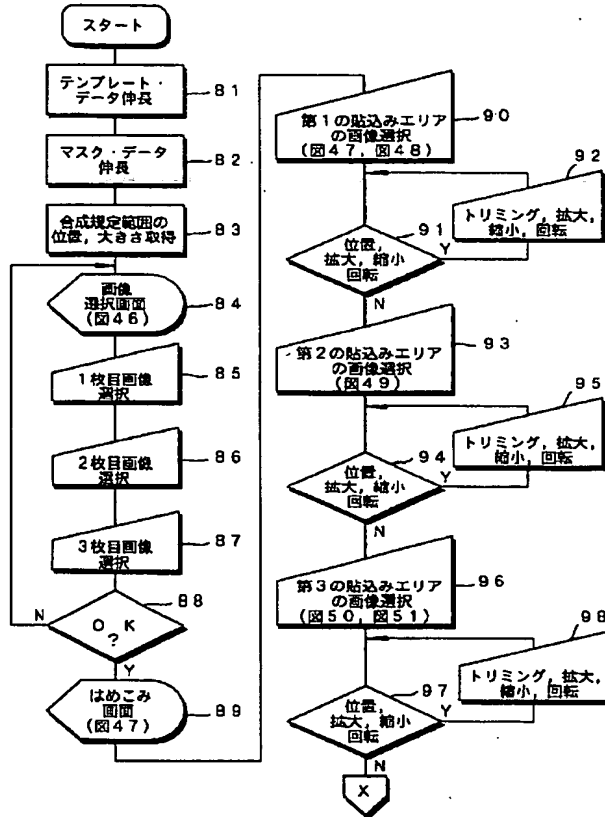 スタート
テンプレート・
データ伸長
81
マスク・データ
伸長
82
合成規定範囲の
位置,大きさ取得
83
画像
選択画面
(図46)
84
1枚目画像
選択
85
2枚目画像
選択
86
3枚目画像
選択
87
OK
?
88
N
Y
はめこみ
画面
(図47)
89
第1の貼込みエリア
の画像選択
(図47,図48)
90
位置,
拡大,縮小
回転
91
Y
N
トリミング,拡大,
縮小,回転
92
第2の貼込みエリア
の画像選択
(図49)
93
位置,
拡大,縮小
回転
94
Y
N
トリミング,拡大,
縮小,回転
95
第3の貼込みエリア
の画像選択
(図50,図51)
96
位置,
拡大,縮小
回転
97
Y
N
トリミング,拡大,
縮小,回転
98
X